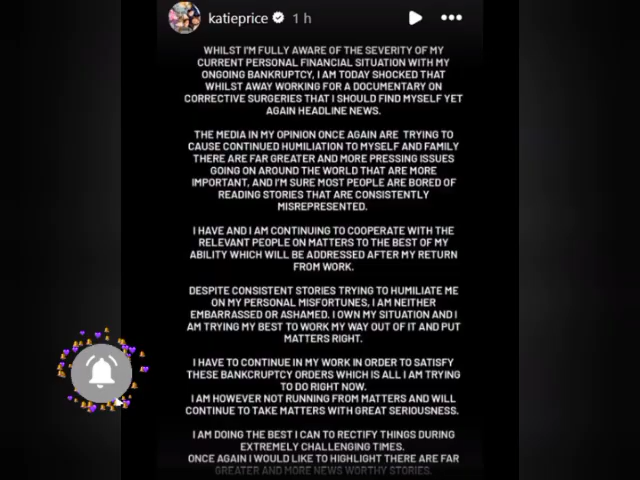 katieprice 1 h
WHILST I'M FULLY AWARE OF THE SEVERITY OF MY
CURRENT PERSONAL FINANCIAL SITUATION WITH MY
ONGOING BANKRUPTCY, I AM TODAY SHOCKED THAT
WHILST AWAY WORKING FOR A DOCUMENTARY ON
CORRECTIVE SURGERIES THAT I SHOULD FIND MYSELF YET
AGAIN HEADLINE NEWS.
THE MEDIA IN MY OPINION ONCE AGAIN ARE TRYING TO
CAUSE CONTINUED HUMILIATION TO MYSELF AND FAMILY
THERE ARE FAR GREATER AND MORE PRESSING ISSUES
GOING ON AROUND THE WORLD THAT ARE MORE
IMPORTANT, AND I'M SURE MOST PEOPLE ARE BORED OF
READING STORIES THAT ARE CONSISTENTLY
MISREPRESENTED.
I HAVE AND I AM CONTINUING TO COOPERATE WITH THE
RELEVANT PEOPLE ON MATTERS TO THE BEST OF MY
ABILITY WHICH WILL BE ADDRESSED AFTER MY RETURN
FROM WORK.
DESPITE CONSISTENT STORIES TRYING TO HUMILIATE ME
ON MY PERSONAL MISFORTUNES, I AM NEITHER
EMBARRASSED OR ASHAMED. I OWN MY SITUATION AND I
AM TRYING MY BEST TO WORK MY WAY OUT OF IT AND PUT
MATTERS RIGHT.
I HAVE TO CONTINUE IN MY WORK IN ORDER TO SATISFY
THESE BANKRUPTCY ORDERS WHICH IS ALL I AM TRYING
TO DO RIGHT NOW.
I AM HOWEVER NOT RUNNING FROM MATTERS AND WILL
CONTINUE TO TAKE MATTERS WITH GREAT SERIOUSNESS.
I AM DOING THE BEST I CAN TO RECTIFY THINGS DURING
EXTREMELY CHALLENGING TIMES.
ONCE AGAIN I WOULD LIKE TO HIGHLIGHT THERE ARE FAR
GREATER AND MORE NEWS WORTHY STORIES.